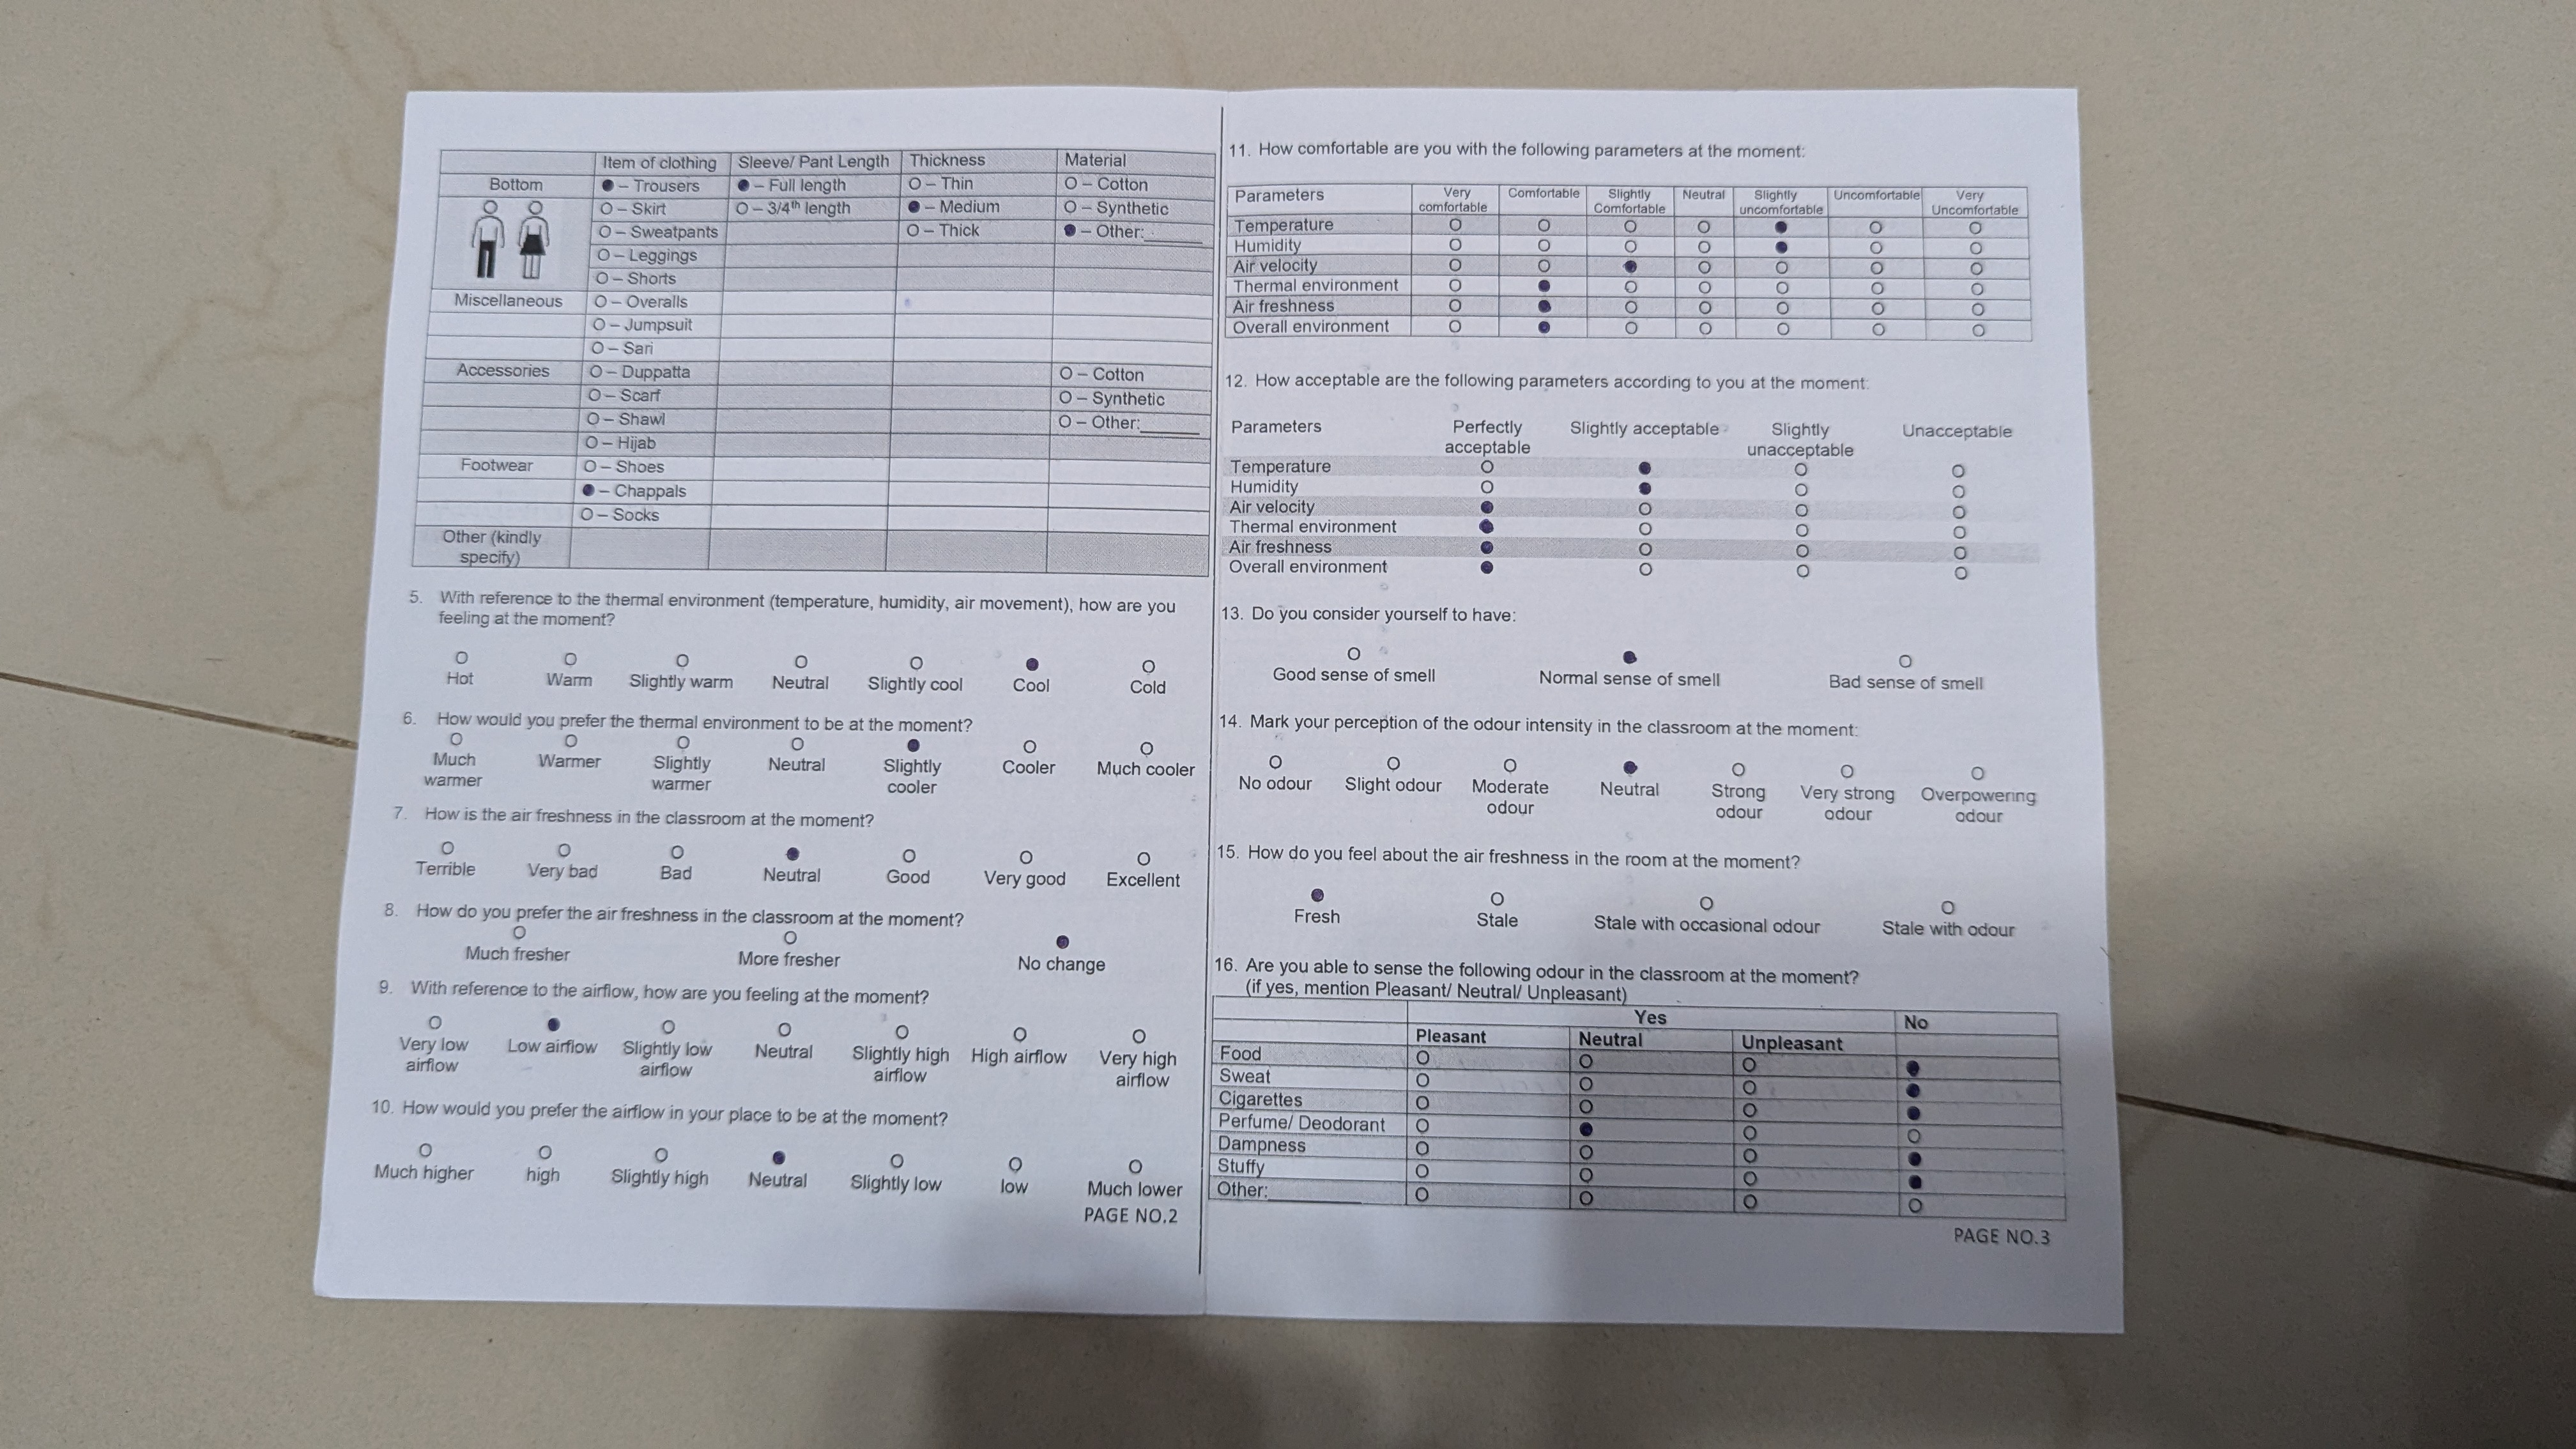 Item of clothing Sleeve/ Pant Length Thickness Material
Bottom ● – Trousers ● – Full length O – Thin O – Cotton
O – Skirt O – 3/4th length ● – Medium O – Synthetic
O – Sweatpants O – Thick ● – Other:______
O – Leggings
O – Shorts
Miscellaneous O – Overalls
O – Jumpsuit
O – Sari
Accessories O – Duppatta O – Cotton
O – Scarf O – Synthetic
O – Shawl O – Other:______
O – Hijab
Footwear O – Shoes
● – Chappals
O – Socks
Other (kindly
specify)
5. With reference to the thermal environment (temperature, humidity, air movement), how are you
feeling at the moment?
O O O O O ● O
Hot Warm Slightly warm Neutral Slightly cool Cool Cold
6. How would you prefer the thermal environment to be at the moment?
O O O O ● O O
Much Warmer Slightly Neutral Slightly Cooler Much cooler
warmer warmer cooler
7. How is the air freshness in the classroom at the moment?
O O O ● O O O
Terrible Very bad Bad Neutral Good Very good Excellent
8. How do you prefer the air freshness in the classroom at the moment?
O O ●
Much fresher More fresher No change
9. With reference to the airflow, how are you feeling at the moment?
O ● O O O O O
Very low Low airflow Slightly low Neutral Slightly high High airflow Very high
airflow airflow airflow airflow
10. How would you prefer the airflow in your place to be at the moment?
O O O ● O O O
Much higher high Slightly high Neutral Slightly low low Much lower
PAGE NO.2
11. How comfortable are you with the following parameters at the moment:
Parameters Very Comfortable Slightly Neutral Slightly Uncomfortable Very
comfortable Comfortable uncomfortable Uncomfortable
Temperature O O O O ● O O
Humidity O O O O ● O O
Air velocity O O ● O O O O
Thermal environment O ● O O O O O
Air freshness O ● O O O O O
Overall environment O ● O O O O O
12. How acceptable are the following parameters according to you at the moment:
Parameters Perfectly Slightly acceptable Slightly Unacceptable
acceptable unacceptable
Temperature O ● O O
Humidity O ● O O
Air velocity ● O O O
Thermal environment ● O O O
Air freshness ● O O O
Overall environment ● O O O
13. Do you consider yourself to have:
O ● O
Good sense of smell Normal sense of smell Bad sense of smell
14. Mark your perception of the odour intensity in the classroom at the moment:
O O O ● O O O
No odour Slight odour Moderate Neutral Strong Very strong Overpowering
odour odour odour odour
15. How do you feel about the air freshness in the room at the moment?
● O O O
Fresh Stale Stale with occasional odour Stale with odour
16. Are you able to sense the following odour in the classroom at the moment?
(if yes, mention Pleasant/ Neutral/ Unpleasant)
Yes No
Pleasant Neutral Unpleasant
Food O O O ●
Sweat O O O ●
Cigarettes O O O ●
Perfume/ Deodorant O ● O O
Dampness O O O ●
Stuffy O O O ●
Other:__________ O O O O
PAGE NO.3